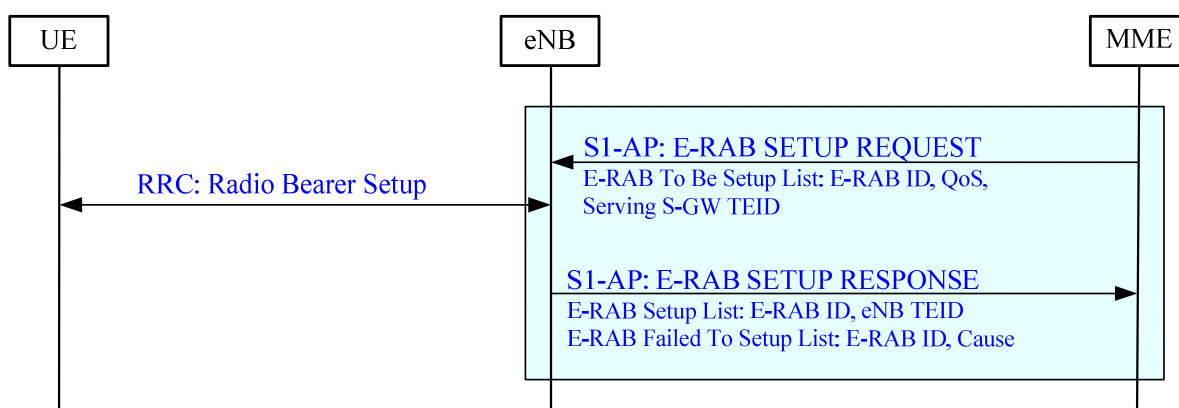 UE
eNB
MME
S1-AP: E-RAB SETUP REQUEST
E-RAB To Be Setup List: E-RAB ID, QoS,
Serving S-GW TEID
RRC: Radio Bearer Setup
S1-AP: E-RAB SETUP RESPONSE
E-RAB Setup List: E-RAB ID, eNB TEID
E-RAB Failed To Setup List: E-RAB ID, Cause